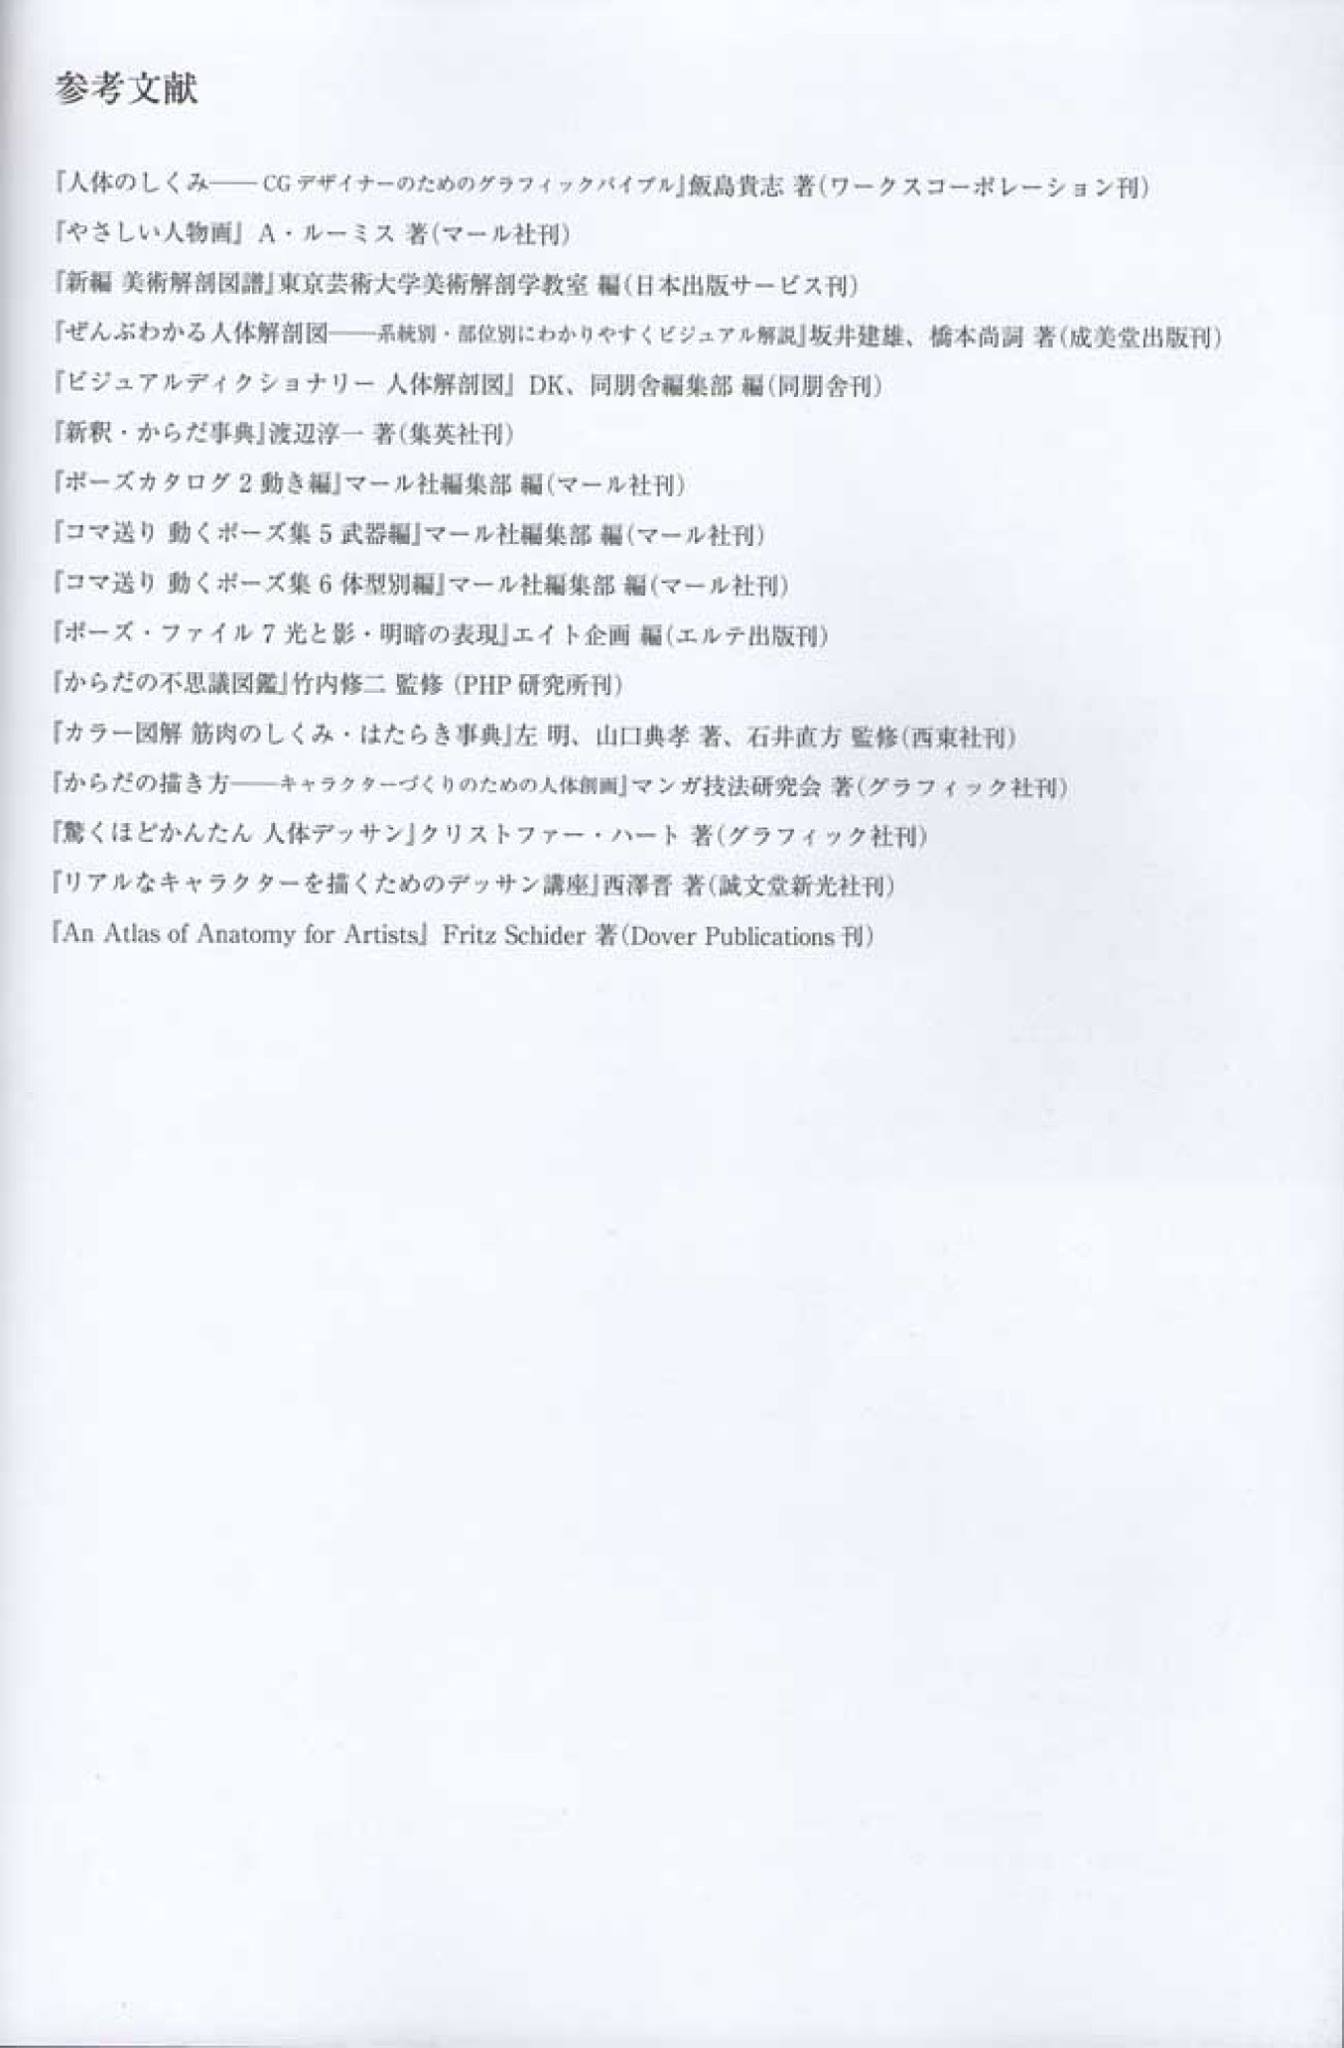 参考文献
『人体のしくみ――CGデザイナーのためのグラフィックバイブル』飯島貴志 著(ワークスコーポレーション刊)
『やさしい人物画』 A・ルーミス 著(マール社刊)
『新編 美術解剖図譜』東京芸術大学美術解剖学教室 編(日本出版サービス刊)
『ぜんぶわかる人体解剖図――系統別・部位別にわかりやすくビジュアル解説』坂井建雄、橋本尚詞 著(成美堂出版刊)
『ビジュアルディクショナリー 人体解剖図』 DK、同朋舎編集部 編(同朋舎刊)
『新釈・からだ事典』渡辺淳一 著(集英社刊)
『ポーズカタログ 2 動き編』マール社編集部 編(マール社刊)
『コマ送り 動くポーズ集 5 武器編』マール社編集部 編(マール社刊)
『コマ送り 動くポーズ集 6 体型別編』マール社編集部 編(マール社刊)
『ポーズ・ファイル 7 光と影・明暗の表現』エイト企画 編(エルテ出版刊)
『からだの不思議図鑑』竹内修二 監修 (PHP 研究所刊)
『カラー図解 筋肉のしくみ・はたらき事典』左 明、山口典孝 著、石井直方 監修(西東社刊)
『からだの描き方――キャラクターづくりのための人体創画』マンガ技法研究会 著(グラフィック社刊)
『驚くほどかんたん 人体デッサン』クリストファー・ハート 著(グラフィック社刊)
『リアルなキャラクターを描くためのデッサン講座』西澤晋 著(誠文堂新光社刊)
『An Atlas of Anatomy for Artists』 Fritz Schider 著(Dover Publications 刊)